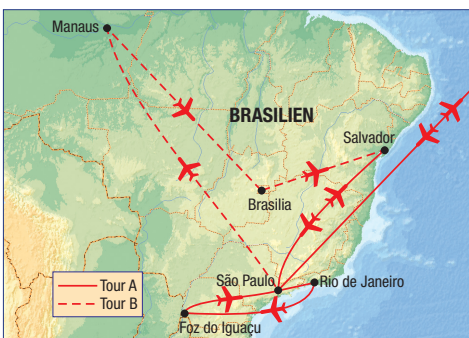 Manaus
BRASILIEN
Salvador
Brasilia
São Paulo
Rio de Janeiro
Foz do Iguaçu
Tour A
Tour B